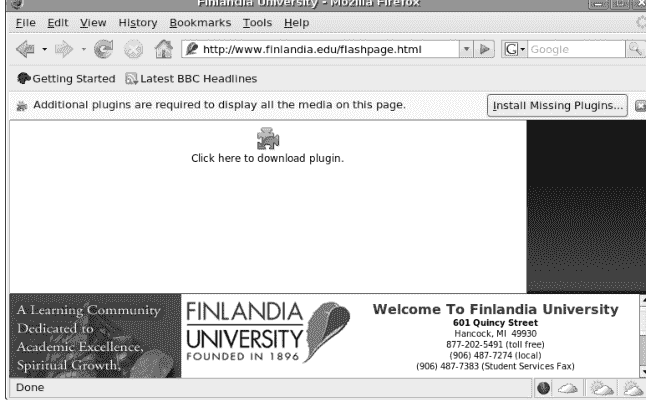 Finlandia University - Mozilla Firefox
File Edit View History Bookmarks Tools Help
http://www.finlandia.edu/flashpage.html
G Google
Getting Started Latest BBC Headlines
Additional plugins are required to display all the media on this page.
Install Missing Plugins...
Click here to download plugin.
A Learning Community
Dedicated to
Academic Excellence,
Spiritual Growth,
FINLANDIA
UNIVERSITY
FOUNDED IN 1896
Welcome To Finlandia University
601 Quincy Street
Hancock, MI 49930
877-202-5491 (toll free)
(906) 487-7274 (local)
(906) 487-7383 (Student Services Fax)
Done